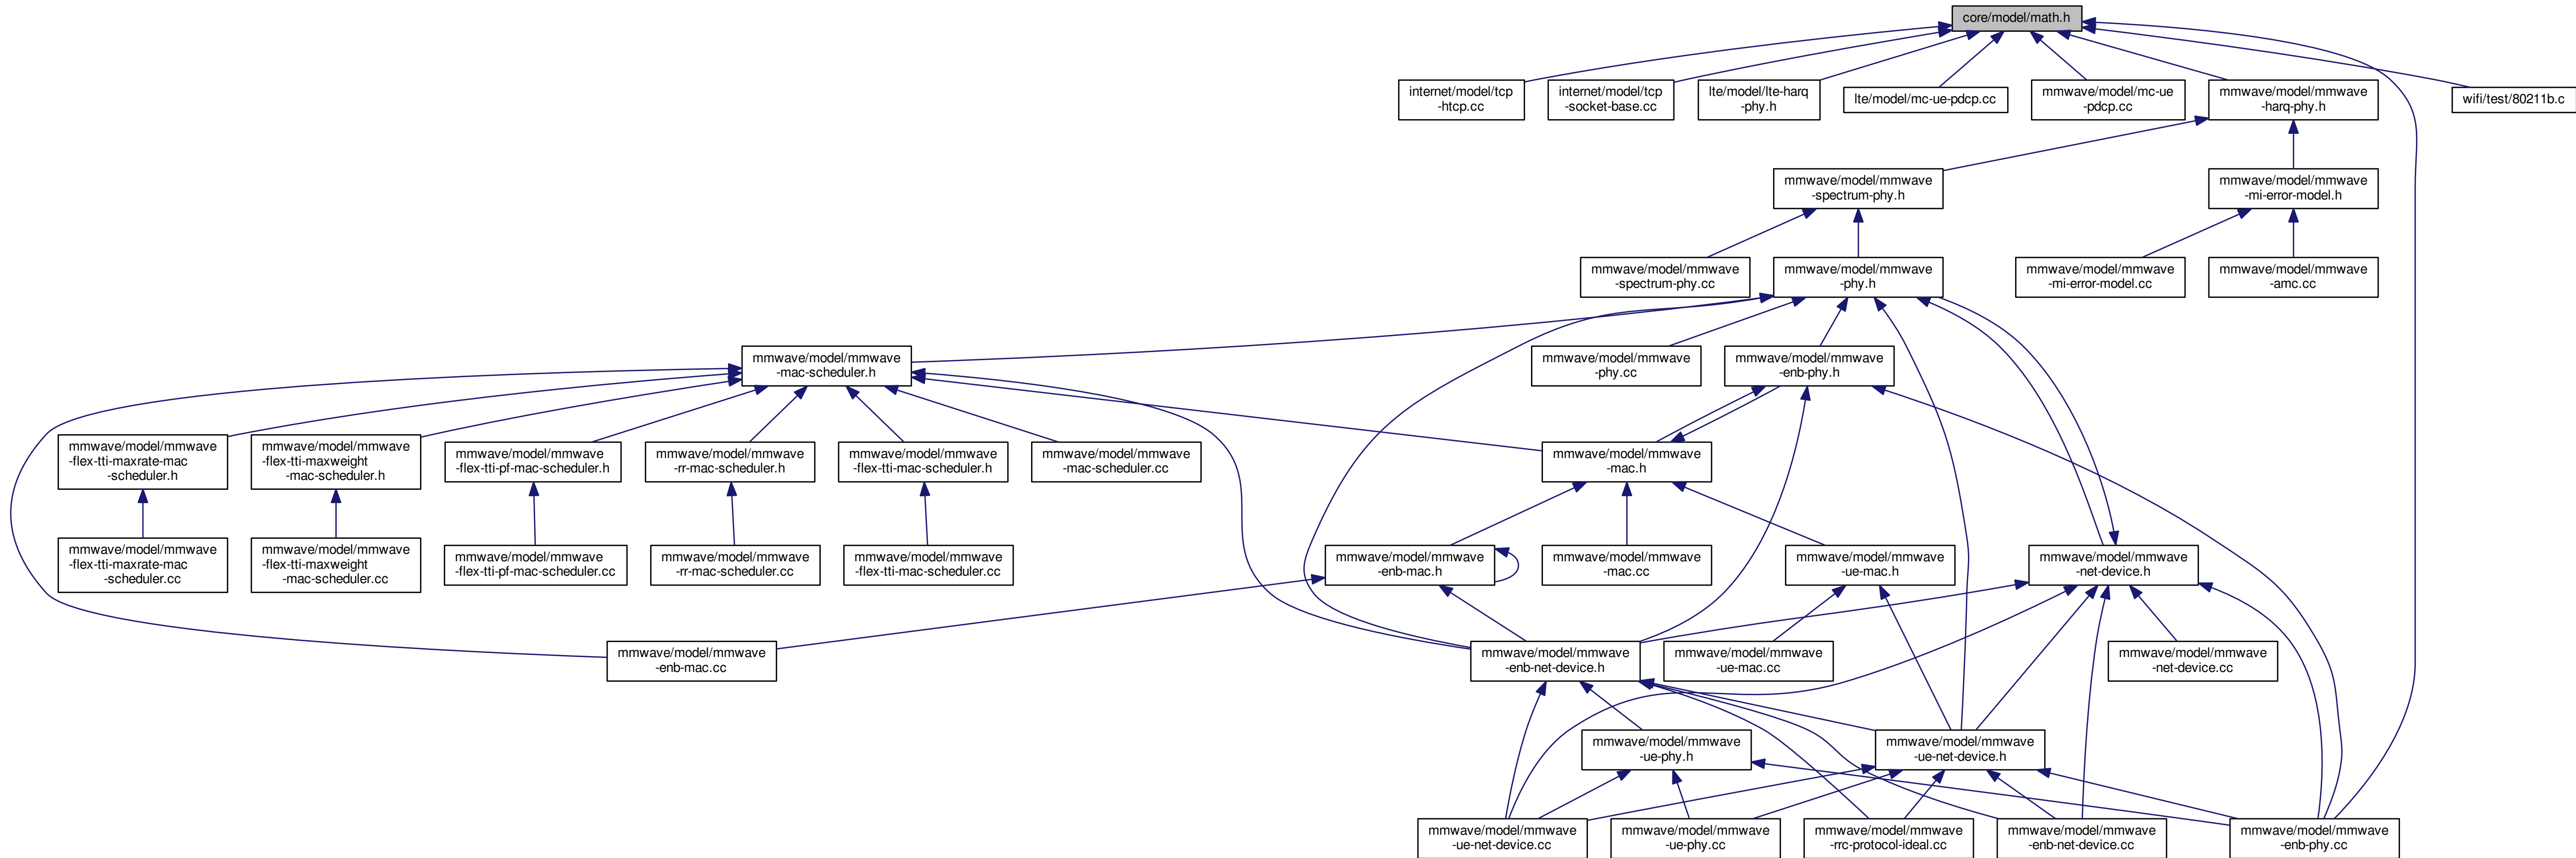 core/model/math.h
internet/model/tcp
-htcp.cc
internet/model/tcp
-socket-base.cc
lte/model/lte-harq
-phy.h
lte/model/mc-ue-pdcp.cc
mmwave/model/mc-ue
-pdcp.cc
mmwave/model/mmwave
-harq-phy.h
wifi/test/80211b.c
mmwave/model/mmwave
-spectrum-phy.h
mmwave/model/mmwave
-mi-error-model.h
mmwave/model/mmwave
-spectrum-phy.cc
mmwave/model/mmwave
-phy.h
mmwave/model/mmwave
-mi-error-model.cc
mmwave/model/mmwave
-amc.cc
mmwave/model/mmwave
-mac-scheduler.h
mmwave/model/mmwave
-phy.cc
mmwave/model/mmwave
-enb-phy.h
mmwave/model/mmwave
-flex-tti-maxrate-mac
-scheduler.h
mmwave/model/mmwave
-flex-tti-maxweight
-mac-scheduler.h
mmwave/model/mmwave
-flex-tti-pf-mac-scheduler.h
mmwave/model/mmwave
-rr-mac-scheduler.h
mmwave/model/mmwave
-flex-tti-mac-scheduler.h
mmwave/model/mmwave
-mac-scheduler.cc
mmwave/model/mmwave
-mac.h
mmwave/model/mmwave
-flex-tti-maxrate-mac
-scheduler.cc
mmwave/model/mmwave
-flex-tti-maxweight
-mac-scheduler.cc
mmwave/model/mmwave
-flex-tti-pf-mac-scheduler.cc
mmwave/model/mmwave
-rr-mac-scheduler.cc
mmwave/model/mmwave
-flex-tti-mac-scheduler.cc
mmwave/model/mmwave
-enb-mac.h
mmwave/model/mmwave
-mac.cc
mmwave/model/mmwave
-ue-mac.h
mmwave/model/mmwave
-net-device.h
mmwave/model/mmwave
-enb-mac.cc
mmwave/model/mmwave
-enb-net-device.h
mmwave/model/mmwave
-ue-mac.cc
mmwave/model/mmwave
-net-device.cc
mmwave/model/mmwave
-ue-phy.h
mmwave/model/mmwave
-ue-net-device.h
mmwave/model/mmwave
-ue-net-device.cc
mmwave/model/mmwave
-ue-phy.cc
mmwave/model/mmwave
-rrc-protocol-ideal.cc
mmwave/model/mmwave
-enb-net-device.cc
mmwave/model/mmwave
-enb-phy.cc